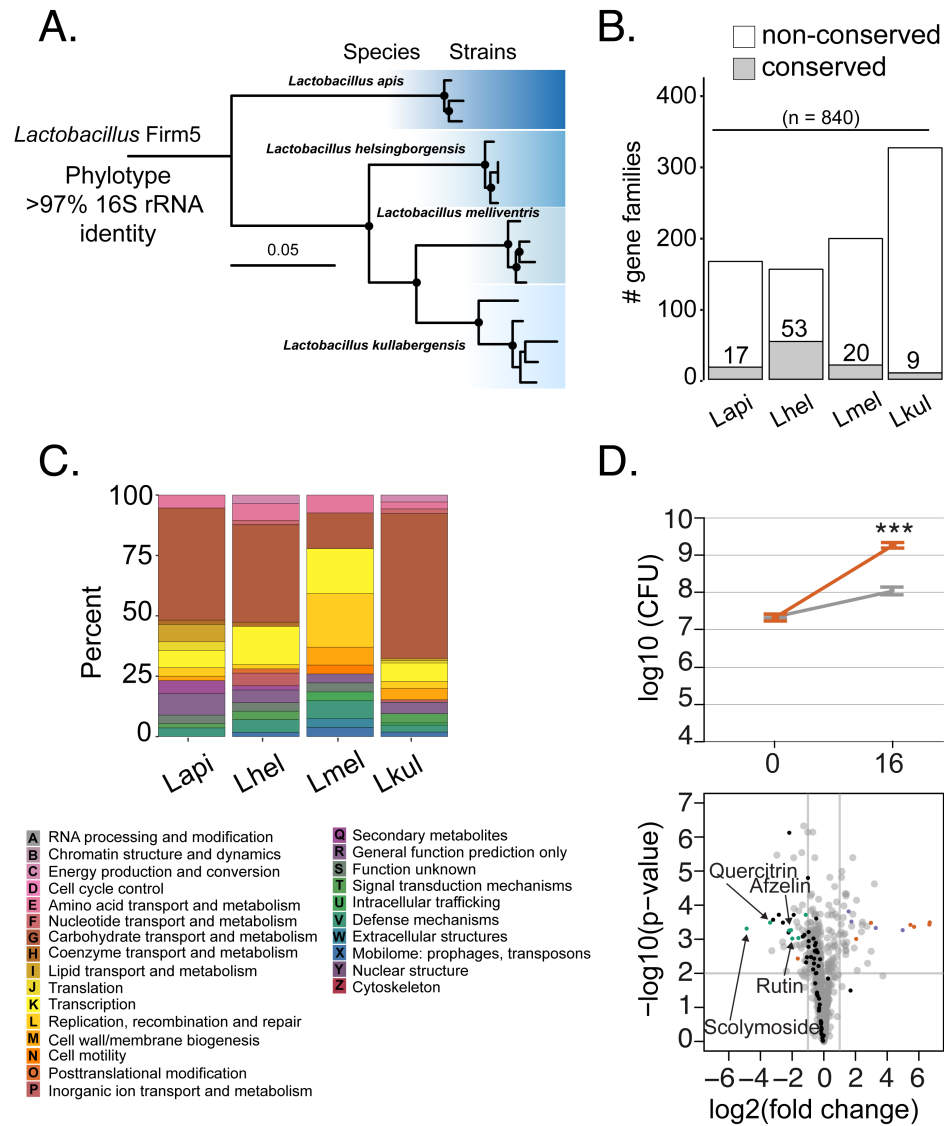 A.
Species Strains
Lactobacillus apis
Lactobacillus Firm5
Phylotype
>97% 16S rRNA
identity
Lactobacillus helsingborgensis
Lactobacillus melliventris
0.05
Lactobacillus kullabergensis
B.
non-conserved
conserved
(n = 840)
# gene families
400
300
200
100
0
17
53
20
9
Lapi
Lhel
Lmel
Lkul
C.
Percent
100
75
50
25
0
Lapi
Lhel
Lmel
Lkul
A RNA processing and modification
B Chromatin structure and dynamics
C Energy production and conversion
D Cell cycle control
E Amino acid transport and metabolism
F Nucleotide transport and metabolism
G Carbohydrate transport and metabolism
H Coenzyme transport and metabolism
I Lipid transport and metabolism
J Translation
K Transcription
L Replication, recombination and repair
M Cell wall/membrane biogenesis
N Cell motility
O Posttranslational modification
P Inorganic ion transport and metabolism
Q Secondary metabolites
R General function prediction only
S Function unknown
T Signal transduction mechanisms
U Intracellular trafficking
V Defense mechanisms
W Extracellular structures
X Mobilome: prophages, transposons
Y Nuclear structure
Z Cytoskeleton
D.
log10 (CFU)
10
9
8
7
6
5
4
***
0 16
−log10(p−value)
7
6
5
4
3
2
1
0
Quercitrin
Afzelin
Rutin
Scolymoside
−6 −4 −2 0 2 4 6
log2(fold change)